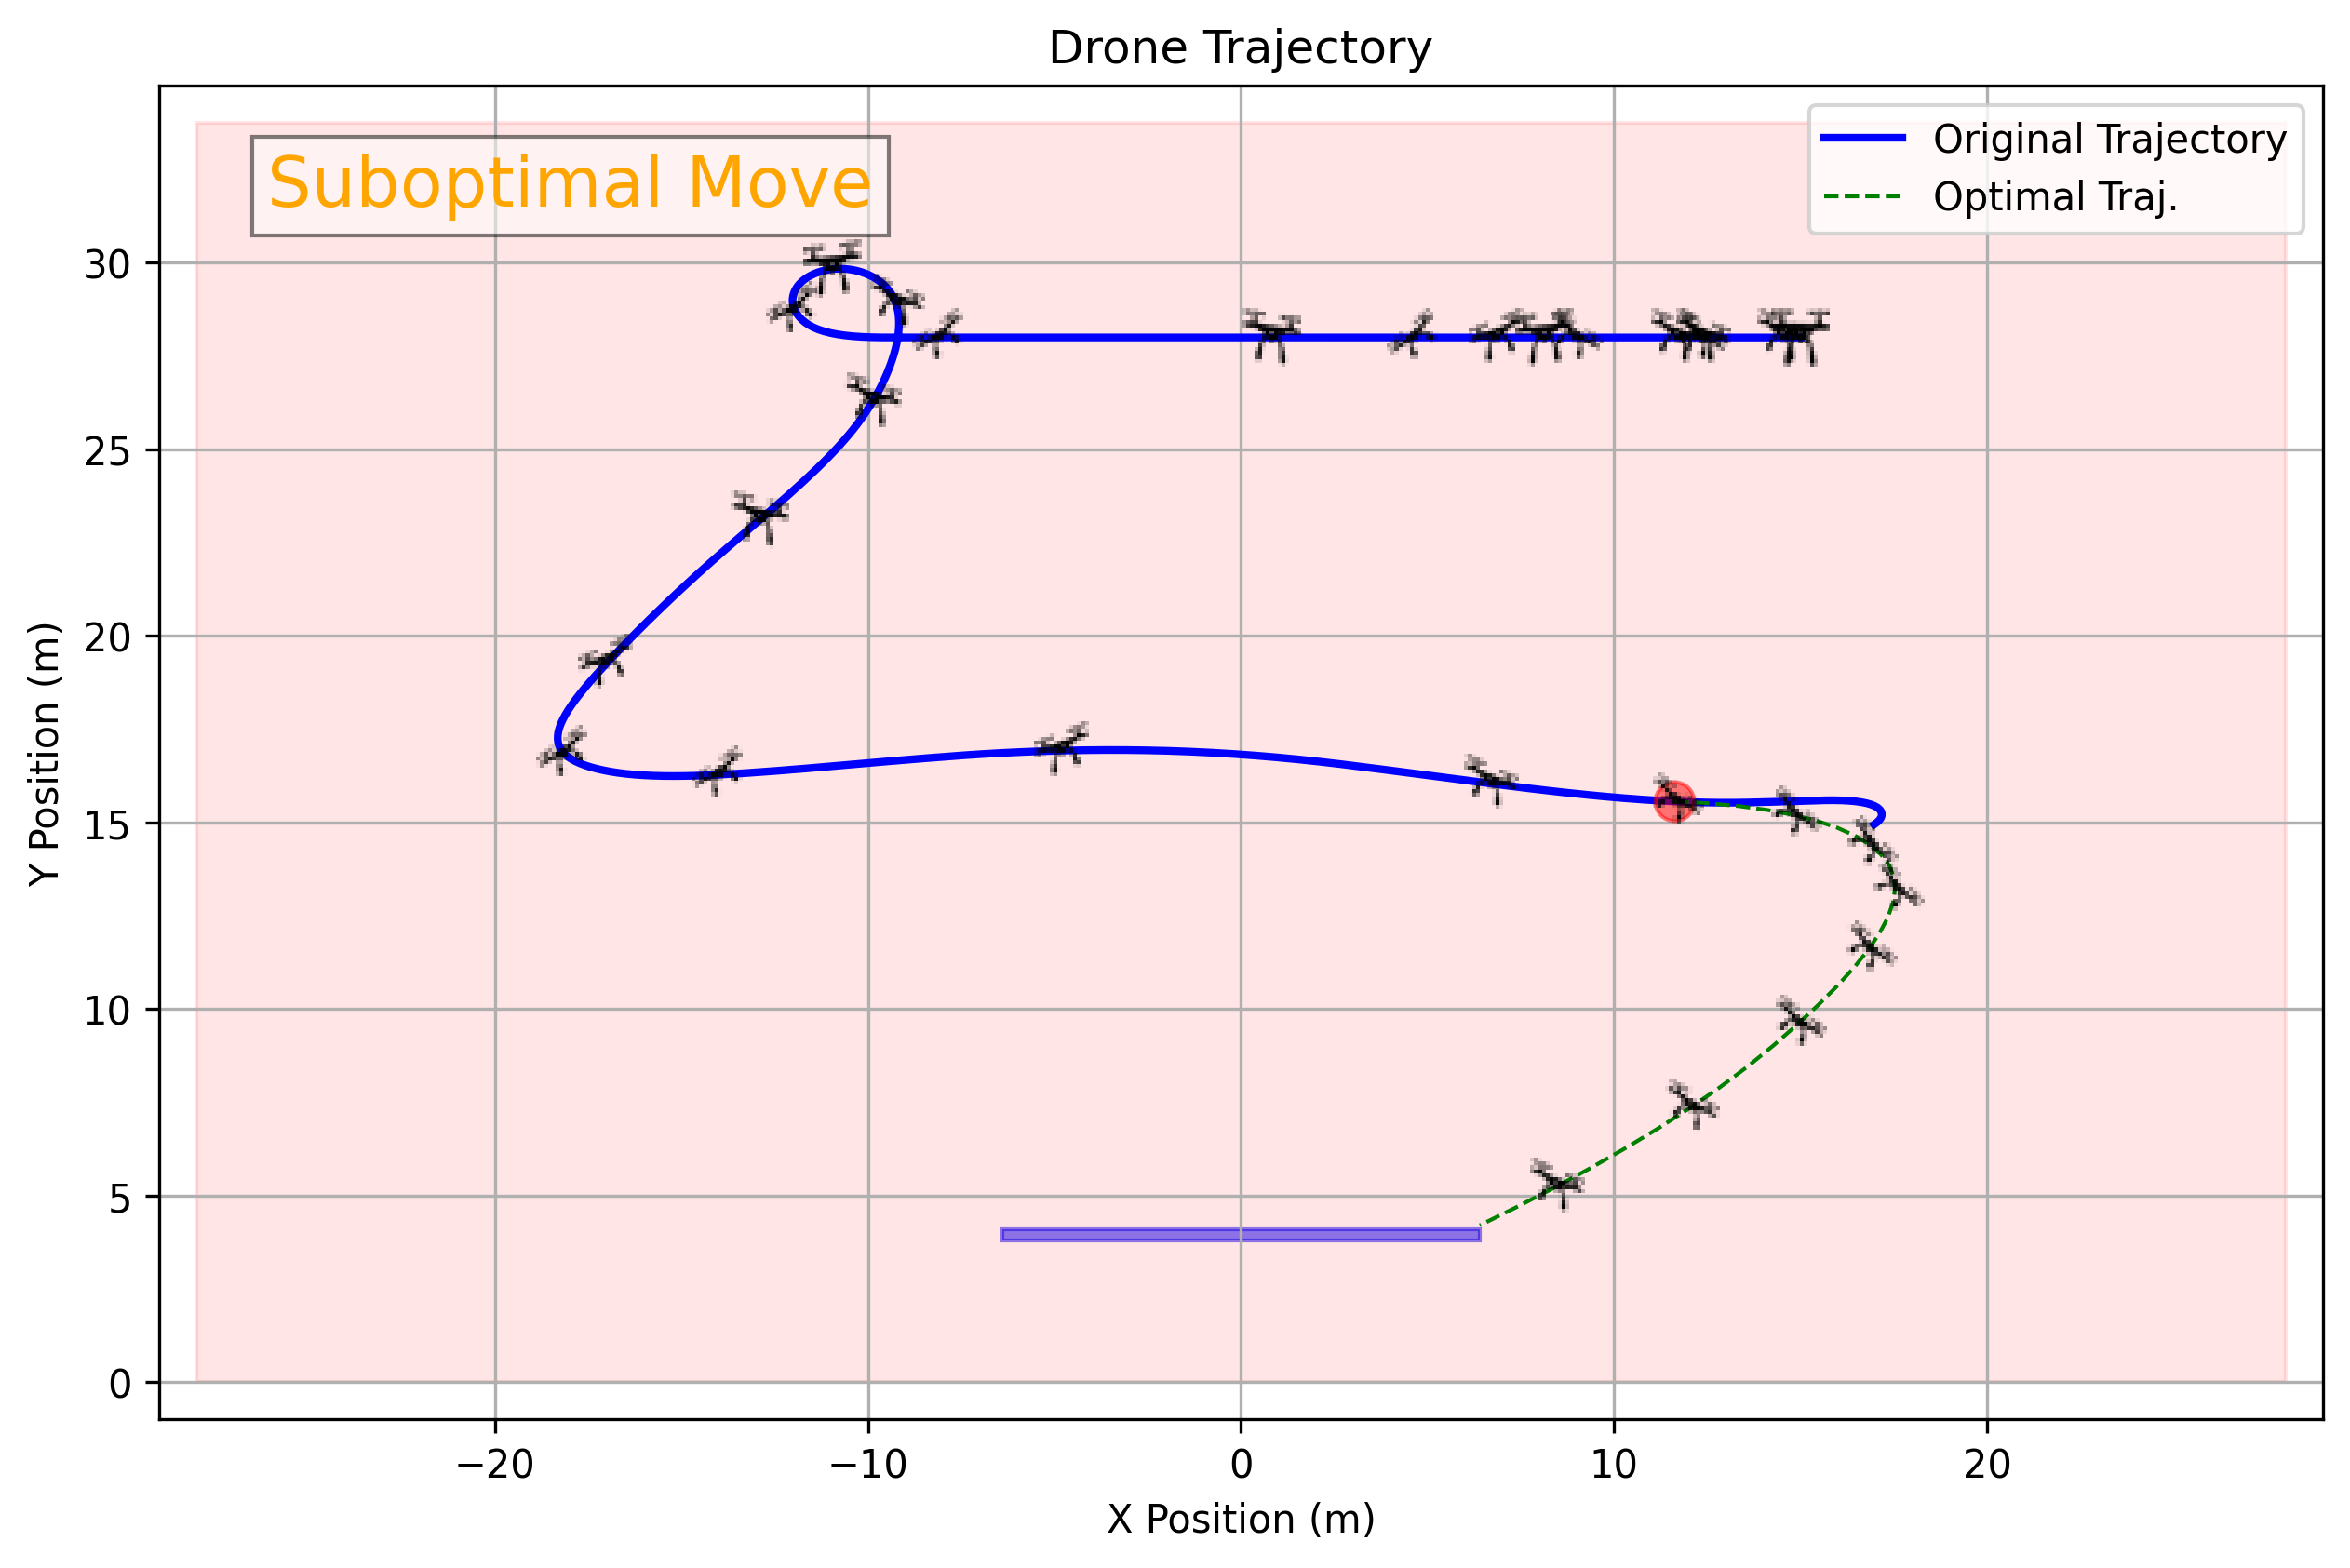 Drone Trajectory
Suboptimal Move
Original Trajectory
Optimal Traj.
30
25
20
15
10
5
0
Y Position (m)
−20
−10
0
10
20
X Position (m)